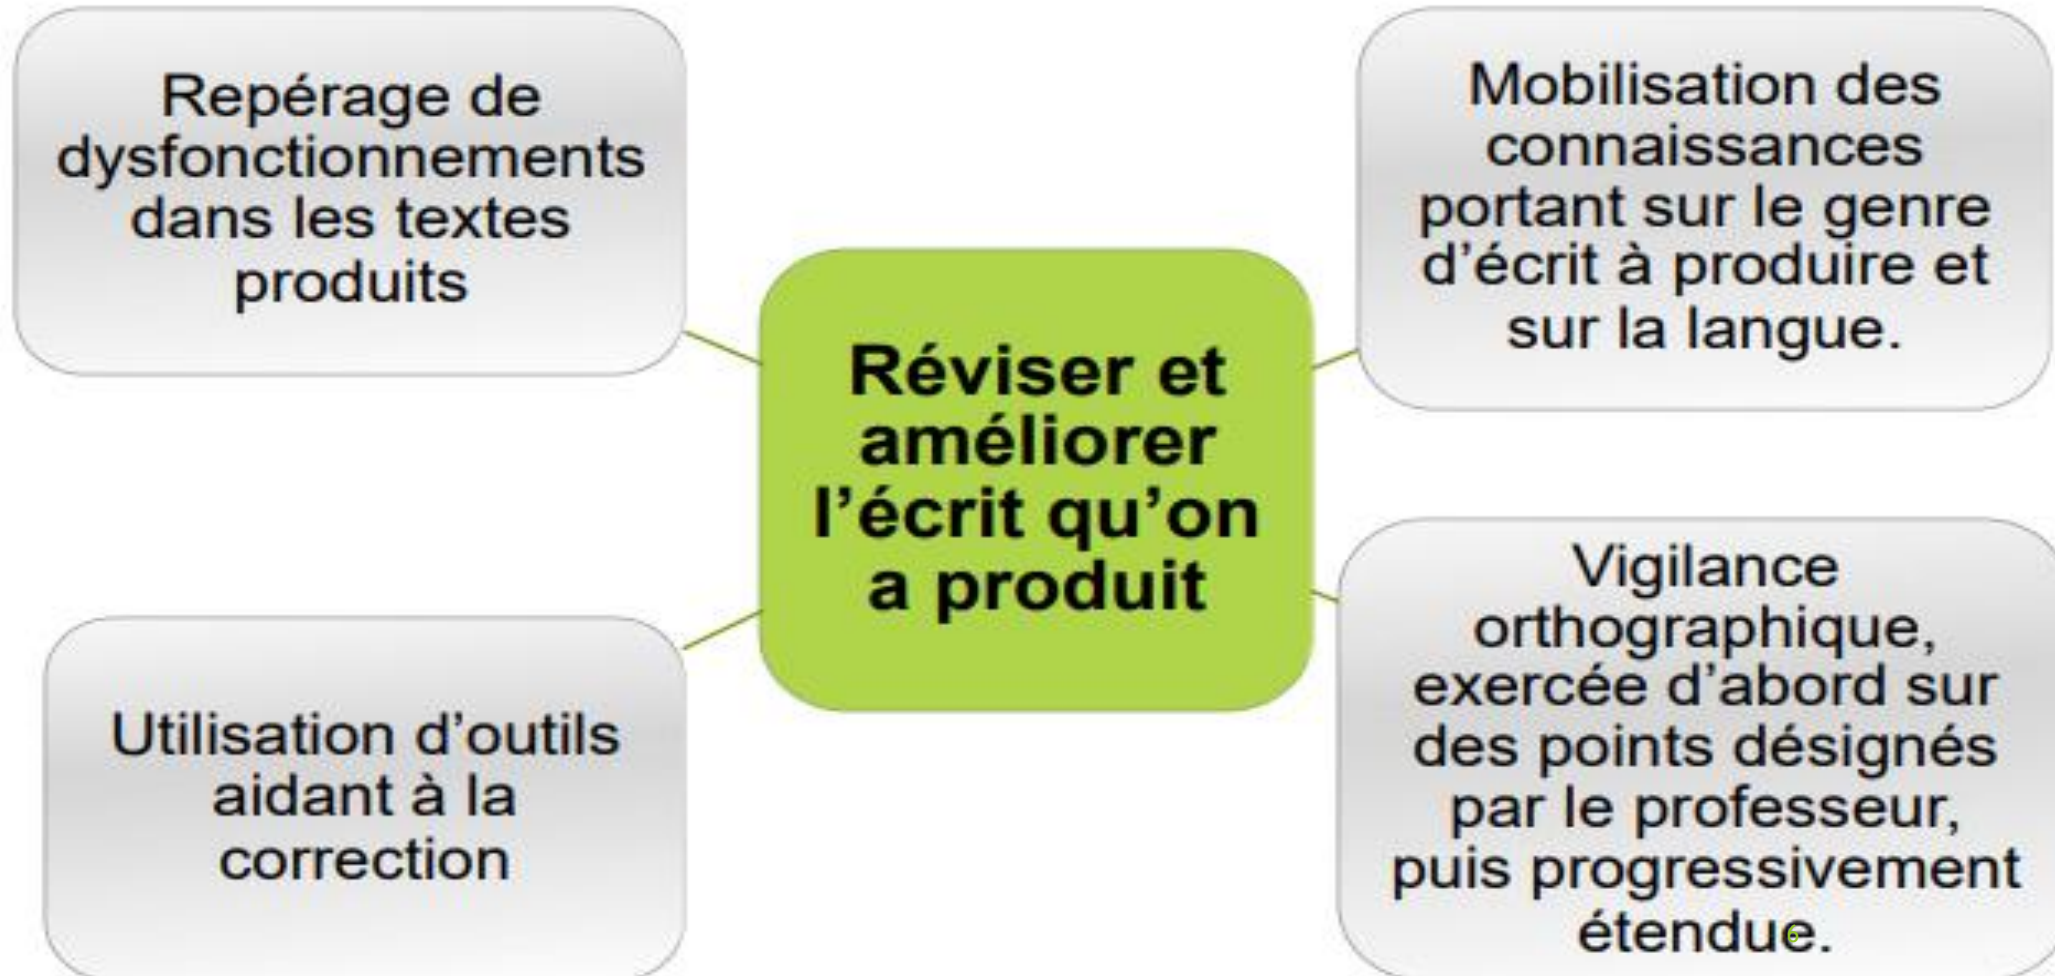 Repérage de
dysfonctionnements
dans les textes
produits
Mobilisation des
connaissances
portant sur le genre
d’écrit à produire et
sur la langue.
Réviser et
améliorer
l’écrit qu’on
a produit
Utilisation d’outils
aidant à la
correction
Vigilance
orthographique,
exercée d’abord sur
des points désignés
par le professeur,
puis progressivement
étendue.
6